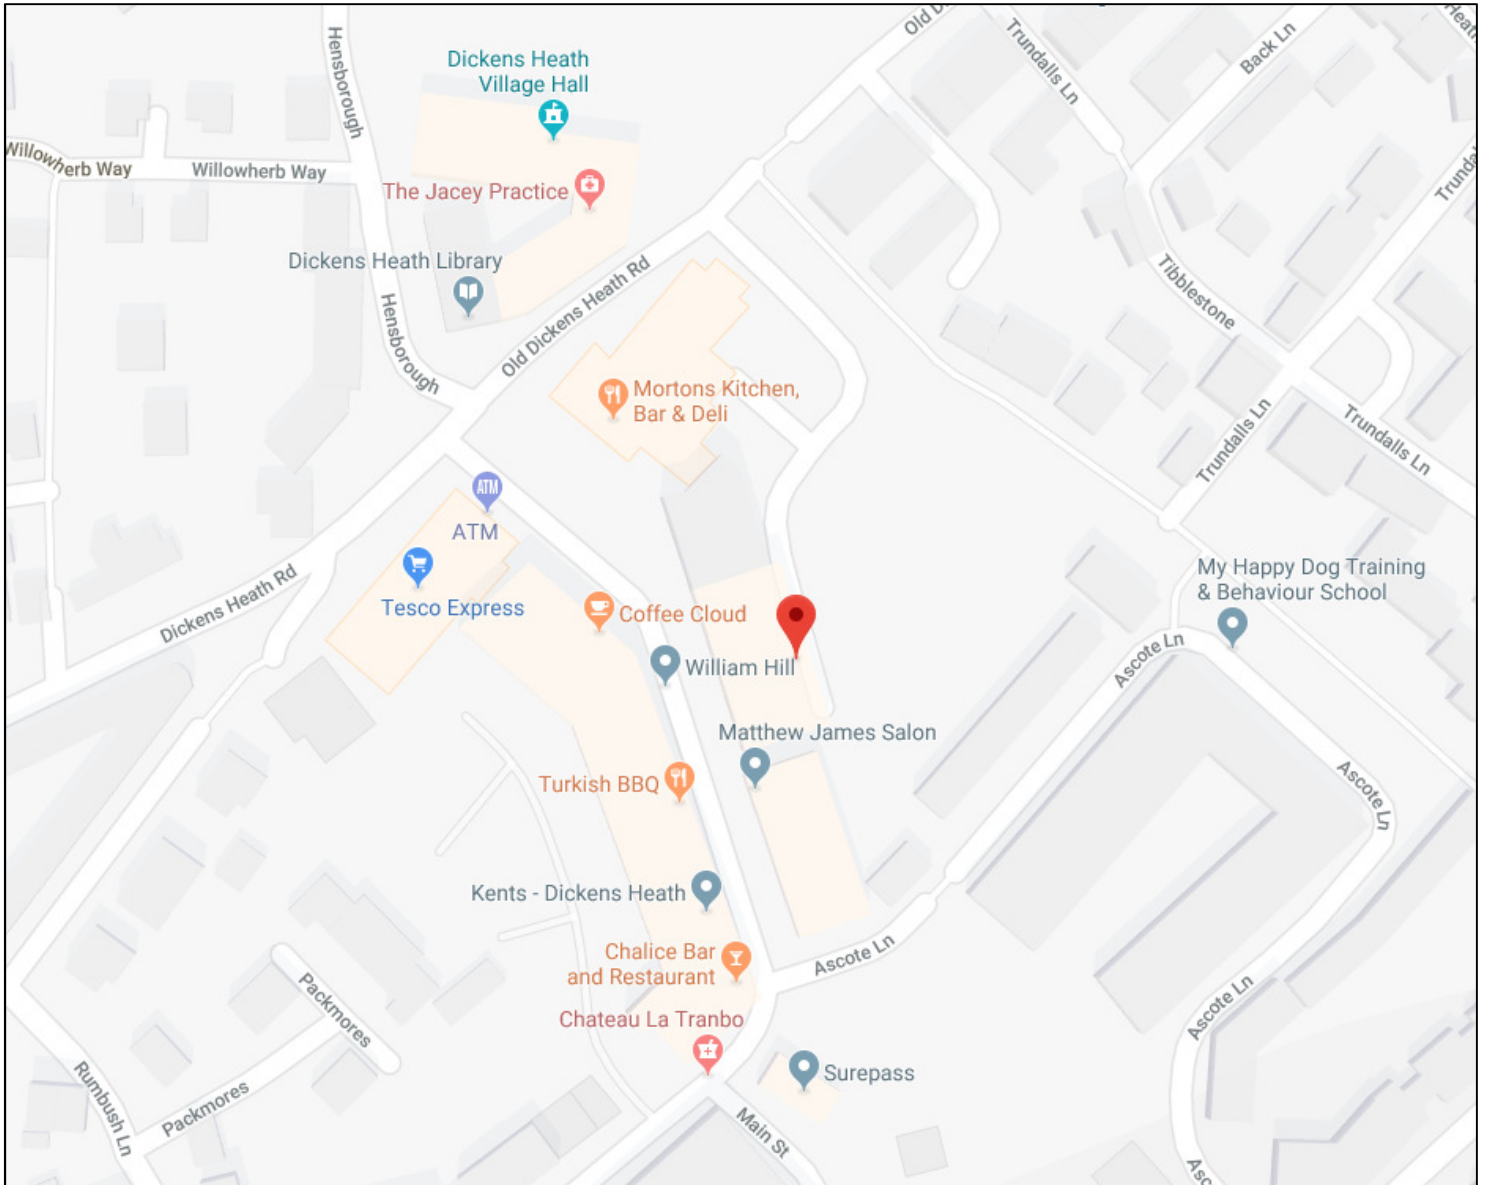 Old Di
Trundalls Ln
Back Ln
Heath
Hensborough
Dickens Heath
Village Hall
Willowherb Way
Willowherb Way
The Jacey Practice
Trundal
Dickens Heath Library
Old Dickens Heath Rd
Tibblestone
Hensborough
Mortons Kitchen,
Bar & Deli
Trundalls Ln
Trundalls Ln
ATM
ATM
My Happy Dog Training
& Behaviour School
Dickens Heath Rd
Tesco Express
Coffee Cloud
William Hill
Ascote Ln
Matthew James Salon
Turkish BBQ
Ascote Ln
Kents - Dickens Heath
Chalice Bar
and Restaurant
Ascote Ln
Packmores
Chateau La Tranbo
Ascote Ln
Surepass
Rumbush Ln
Packmores
Main St
Asc